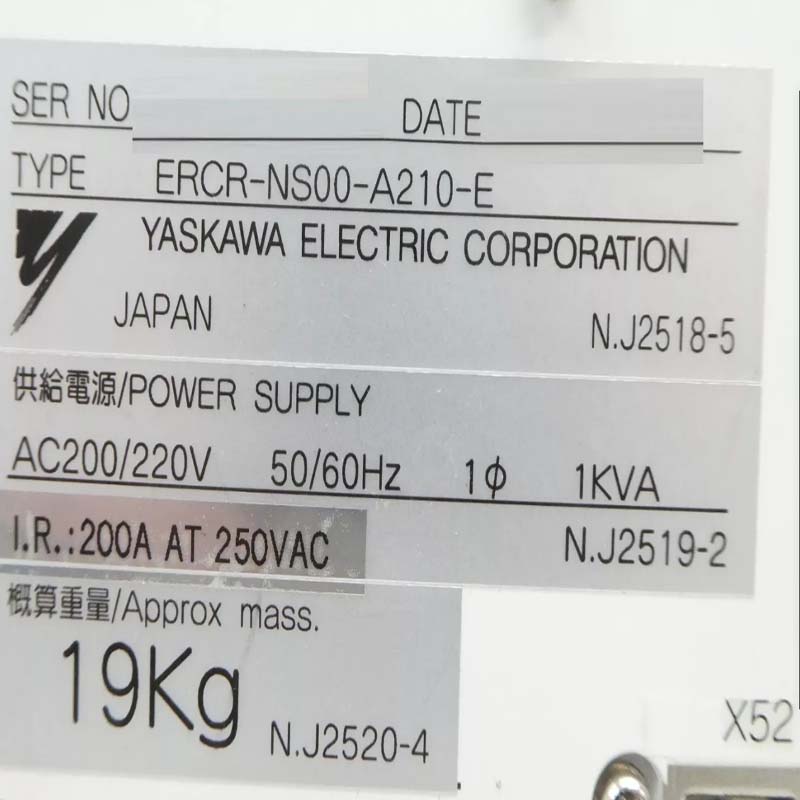 SER NO DATE
TYPE ERCR-NS00-A210-E
YASKAWA ELECTRIC CORPORATION
JAPAN N.J2518-5
供給電源/POWER SUPPLY
AC200/220V 50/60Hz 1ϕ 1KVA
I.R.:200A AT 250VAC N.J2519-2
概算重量/Approx mass.
19Kg N.J2520-4
X52